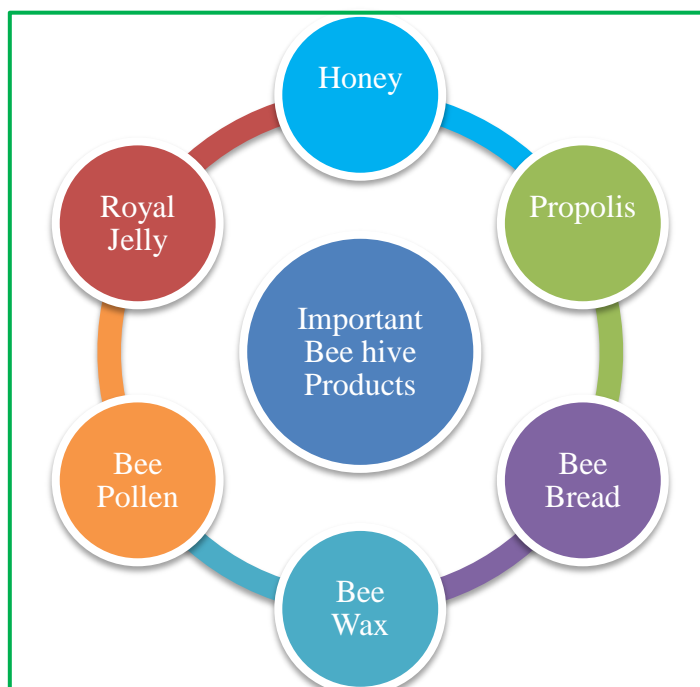 Honey
Propolis
Bee
Bread
Bee
Wax
Bee
Pollen
Royal
Jelly
Important
Bee hive
Products